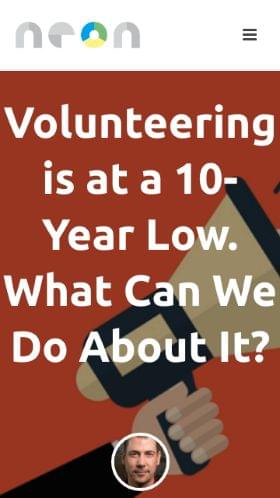 neon
Volunteering
is at a 10-
Year Low.
What Can We
Do About It?